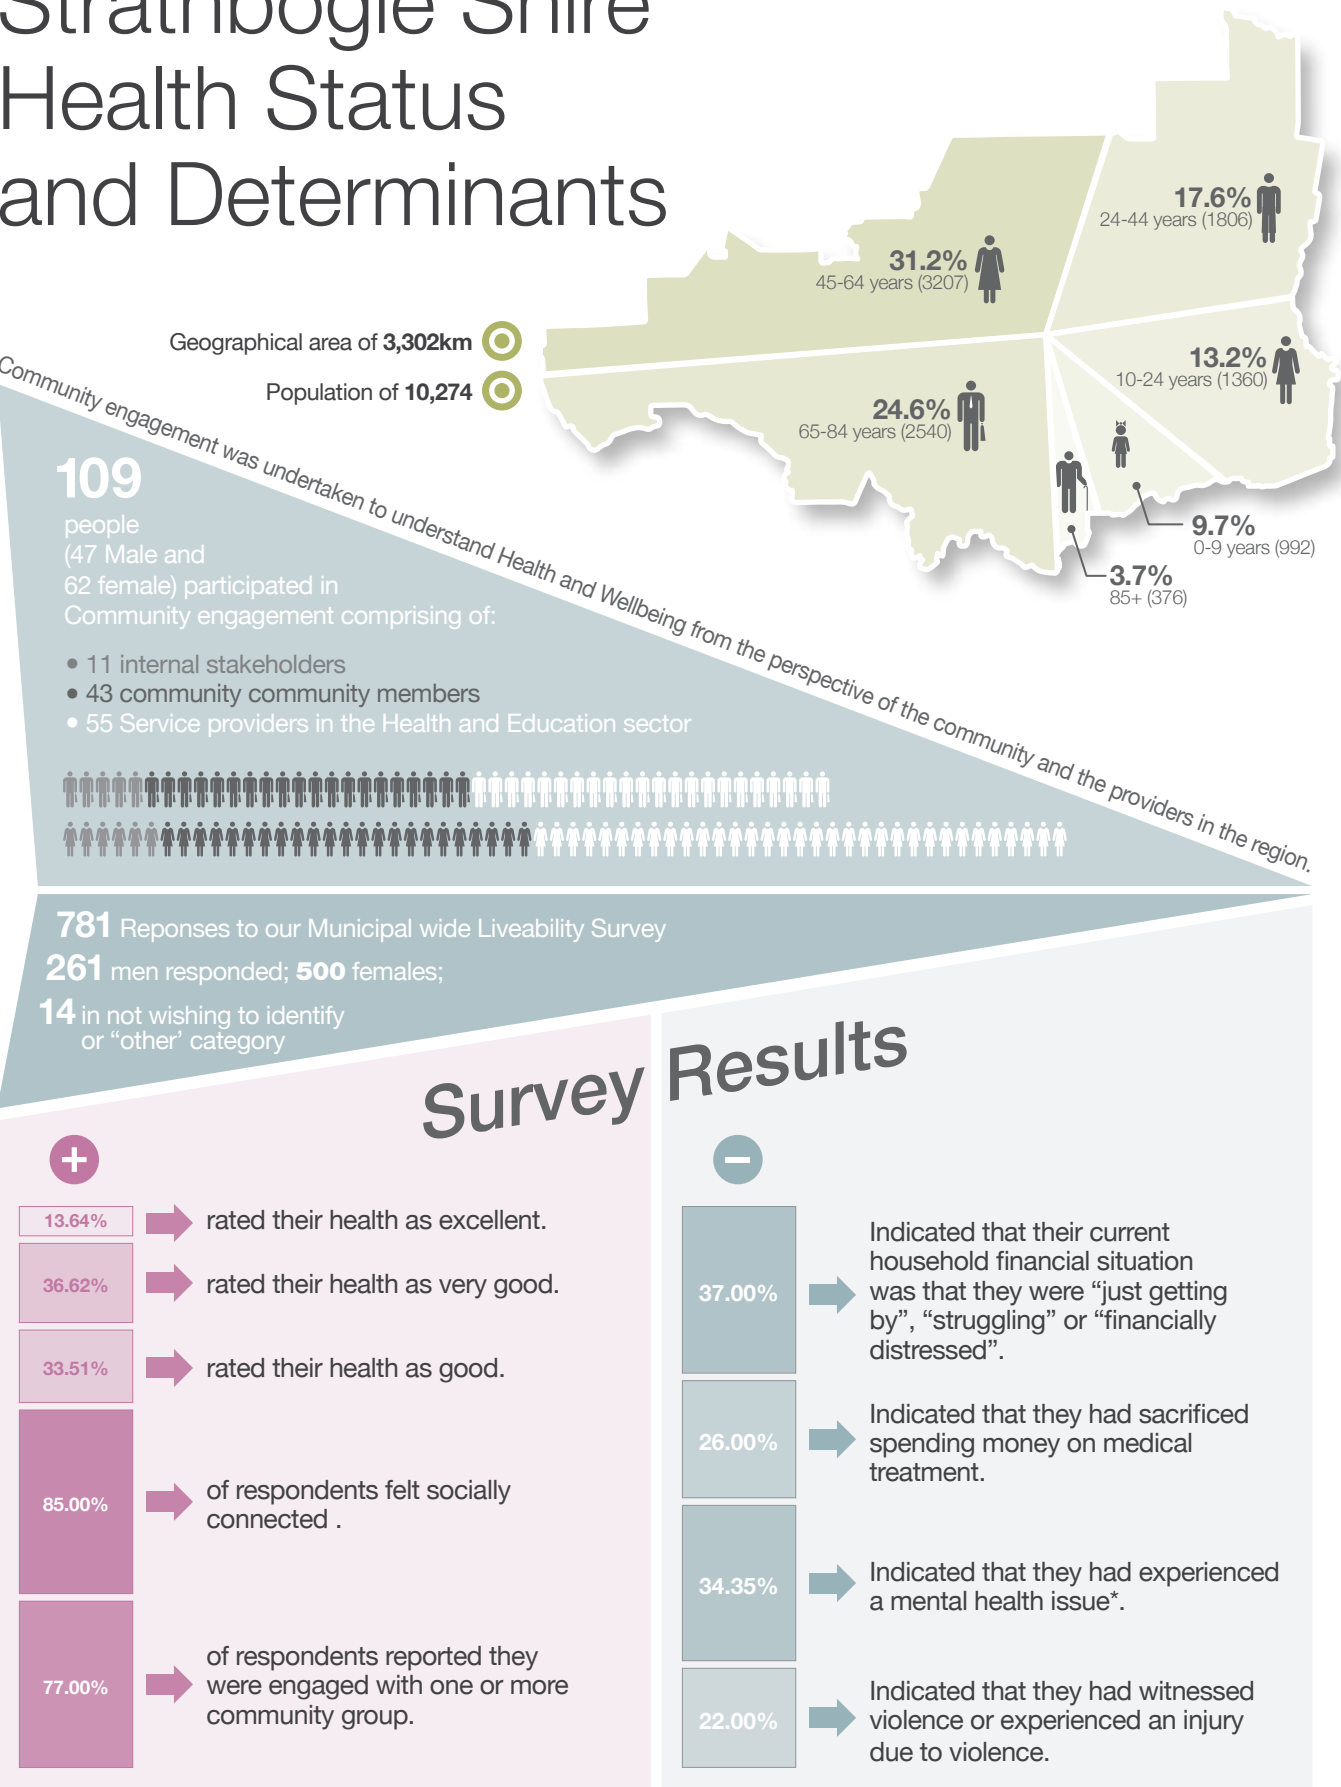 Strathbogie Shire
Health Status
and Determinants
17.6%
24-44 years (1806)
31.2%
45-64 years (3207)
Geographical area of 3,302km
Population of 10,274
13.2%
10-24 years (1360)
24.6%
65-84 years (2540)
9.7%
0-9 years (992)
3.7%
85+ (376)
Community engagement was undertaken to understand Health and Wellbeing from the perspective of the community and the providers in the region.
109
people
(47 Male and
62 female) participated in
Community engagement comprising of:
• 11 internal stakeholders
• 43 community community members
• 55 Service providers in the Health and Education sector
781 Reponses to our Municipal wide Liveability Survey
261 men responded; 500 females;
14 in not wishing to identify
or “other’ category
Survey Results
13.64%
rated their health as excellent.
36.62%
rated their health as very good.
33.51%
rated their health as good.
85.00%
of respondents felt socially
connected .
77.00%
of respondents reported they
were engaged with one or more
community group.
37.00%
Indicated that their current
household financial situation
was that they were “just getting
by”, “struggling” or “financially
distressed”.
26.00%
Indicated that they had sacrificed
spending money on medical
treatment.
34.35%
Indicated that they had experienced
a mental health issue*.
22.00%
Indicated that they had witnessed
violence or experienced an injury
due to violence.